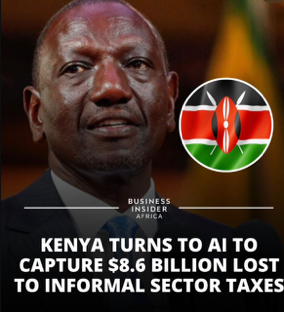 BUSINESS
INSIDER
AFRICA
KENYA TURNS TO AI TO
CAPTURE $8.6 BILLION LOST
TO INFORMAL SECTOR TAXES